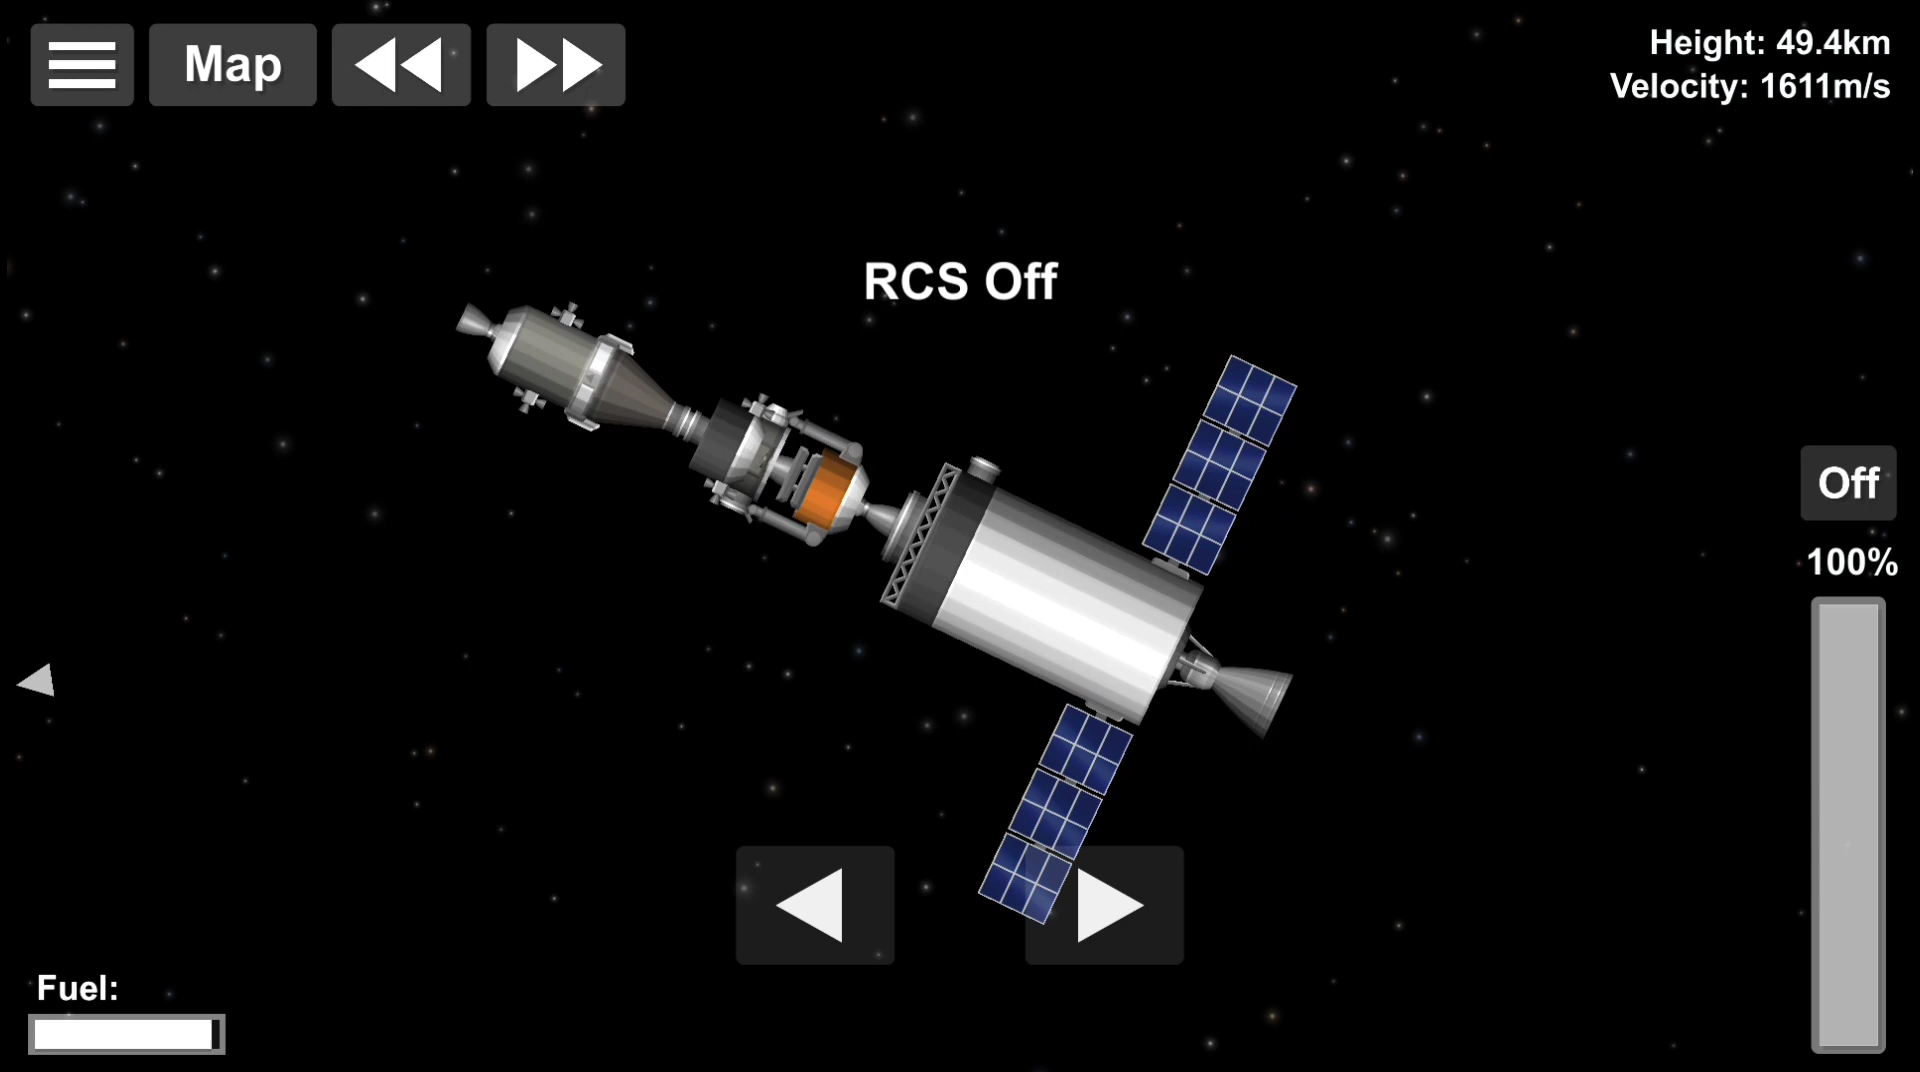 Map
Height: 49.4km
Velocity: 1611m/s
RCS Off
Off
100%
Fuel: